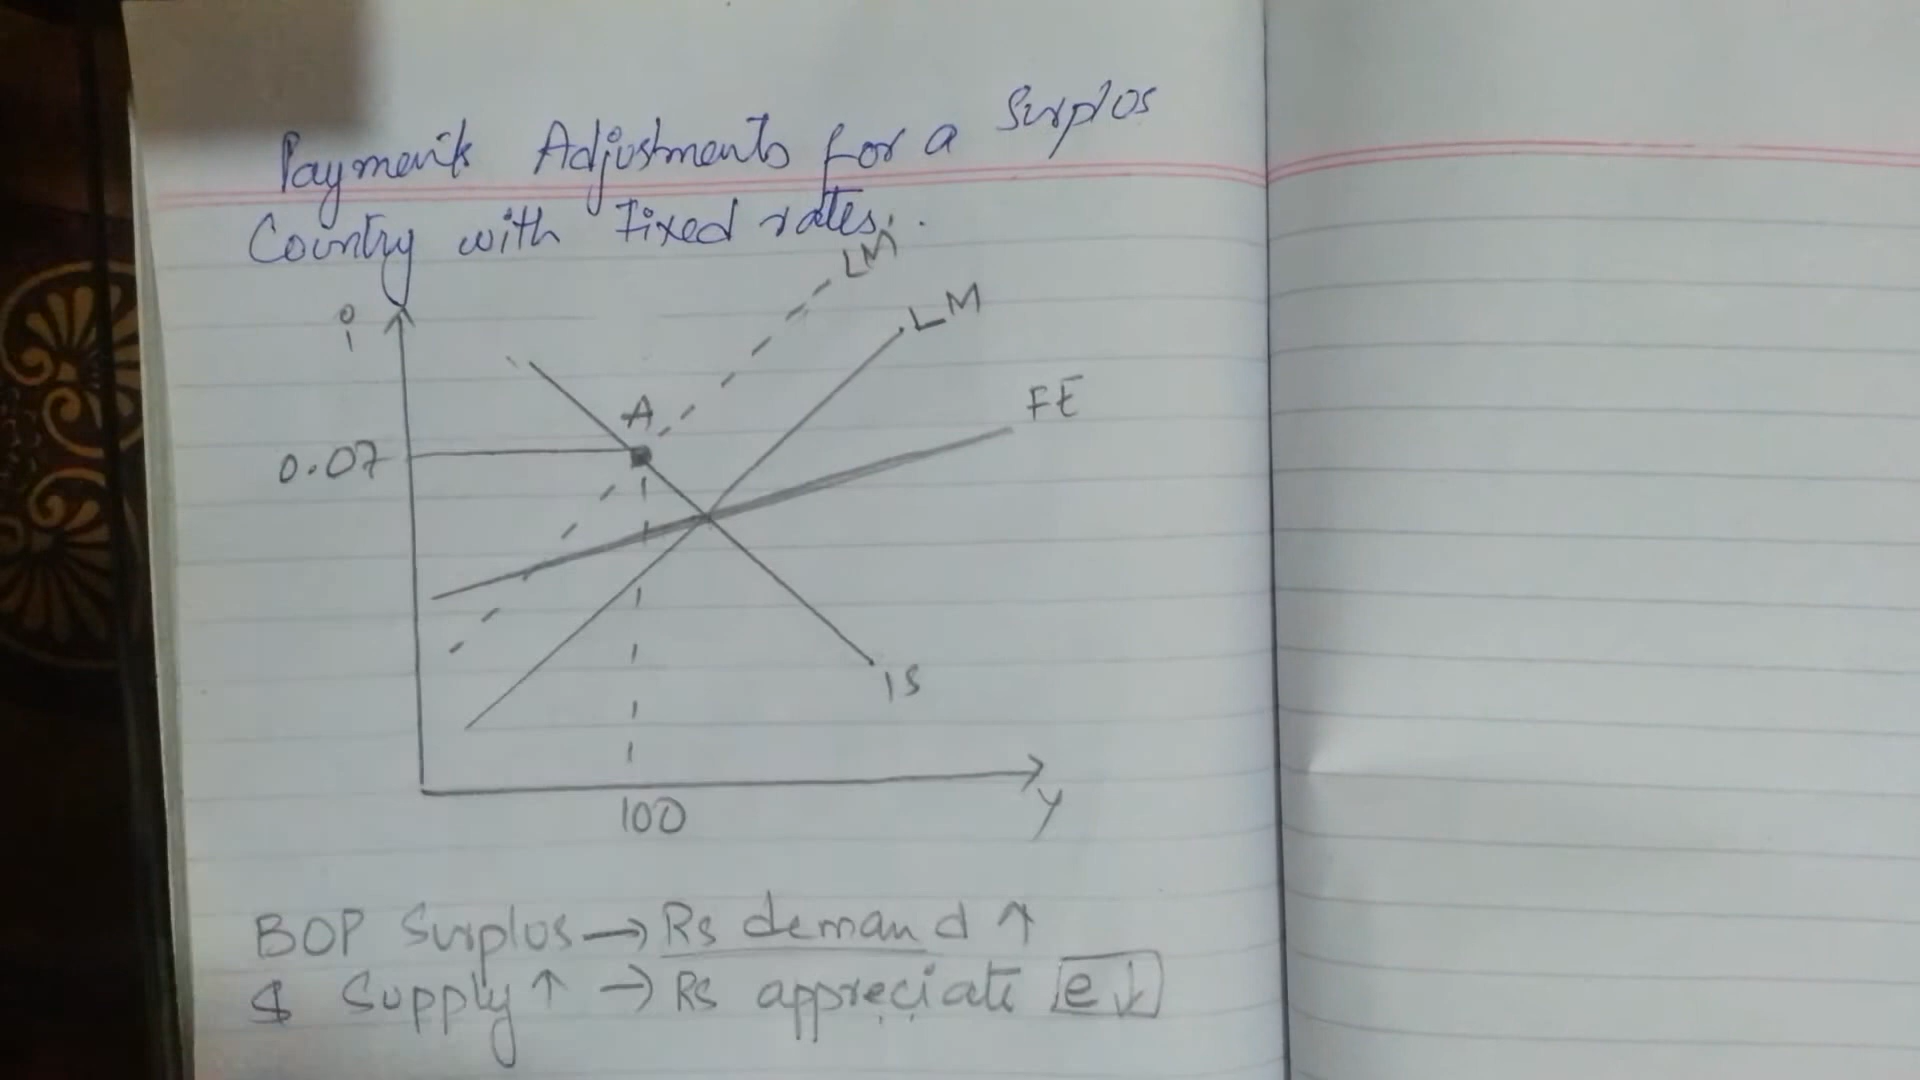 Payments Adjustments for a Surplus
Country with Fixed rates.
LM
i
LM
FE
A
0.07
IS
100
y
BOP Surplus → Rs demand ↑
$ Supply ↑ → Rs appreciate e↓